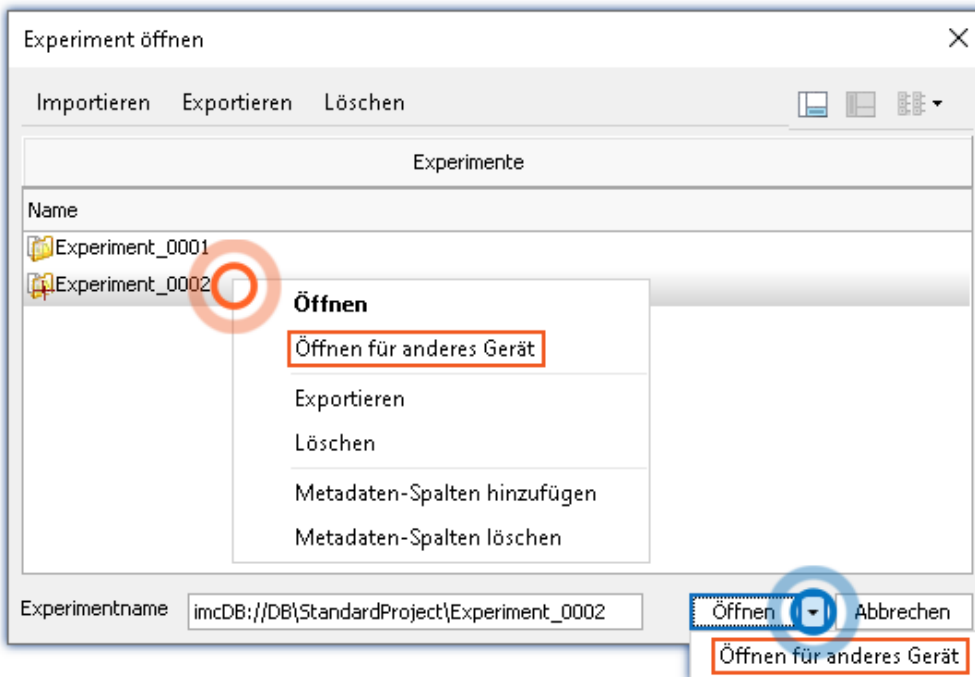 Experiment öffnen
Importieren Exportieren Löschen
Experimente
Name
Experiment_0001
Experiment_0002
Öffnen
Öffnen für anderes Gerät
Exportieren
Löschen
Metadaten-Spalten hinzufügen
Metadaten-Spalten löschen
Experimentname imcDB://DB\StandardProject\Experiment_0002 Öffnen Abbrechen
Öffnen für anderes Gerät